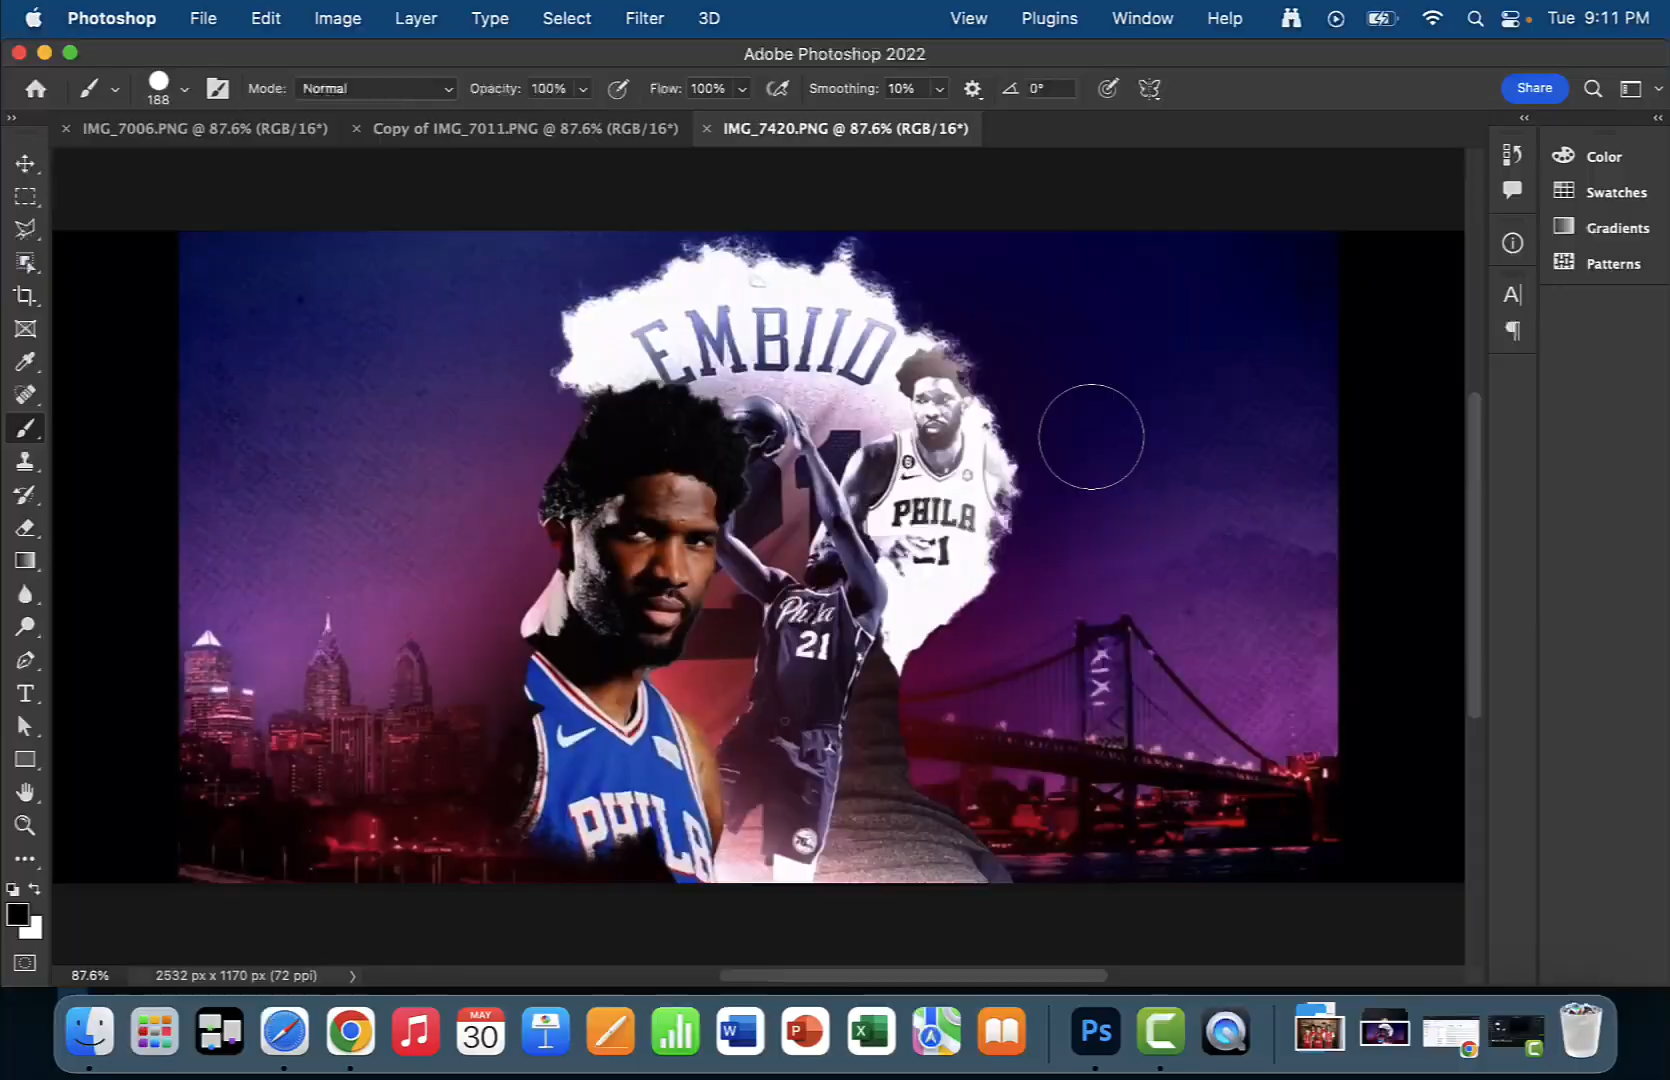 Photoshop File Edit Image Layer Type Select Filter 3D View Plugins Window Help Tue 9:11 PM
Adobe Photoshop 2022
188 Mode: Normal Opacity: 100% Flow: 100% Smoothing: 10% 0° Share
IMG_7006.PNG @ 87.6% (RGB/16*) Copy of IMG_7011.PNG @ 87.6% (RGB/16*) IMG_7420.PNG @ 87.6% (RGB/16*)
Color
Swatches
Gradients
Patterns
EMBIID
PHILA
21
Phila
21
PHILA
87.6% 2532 px x 1170 px (72 ppi)
MAY
30
W
P
X
Ps
C